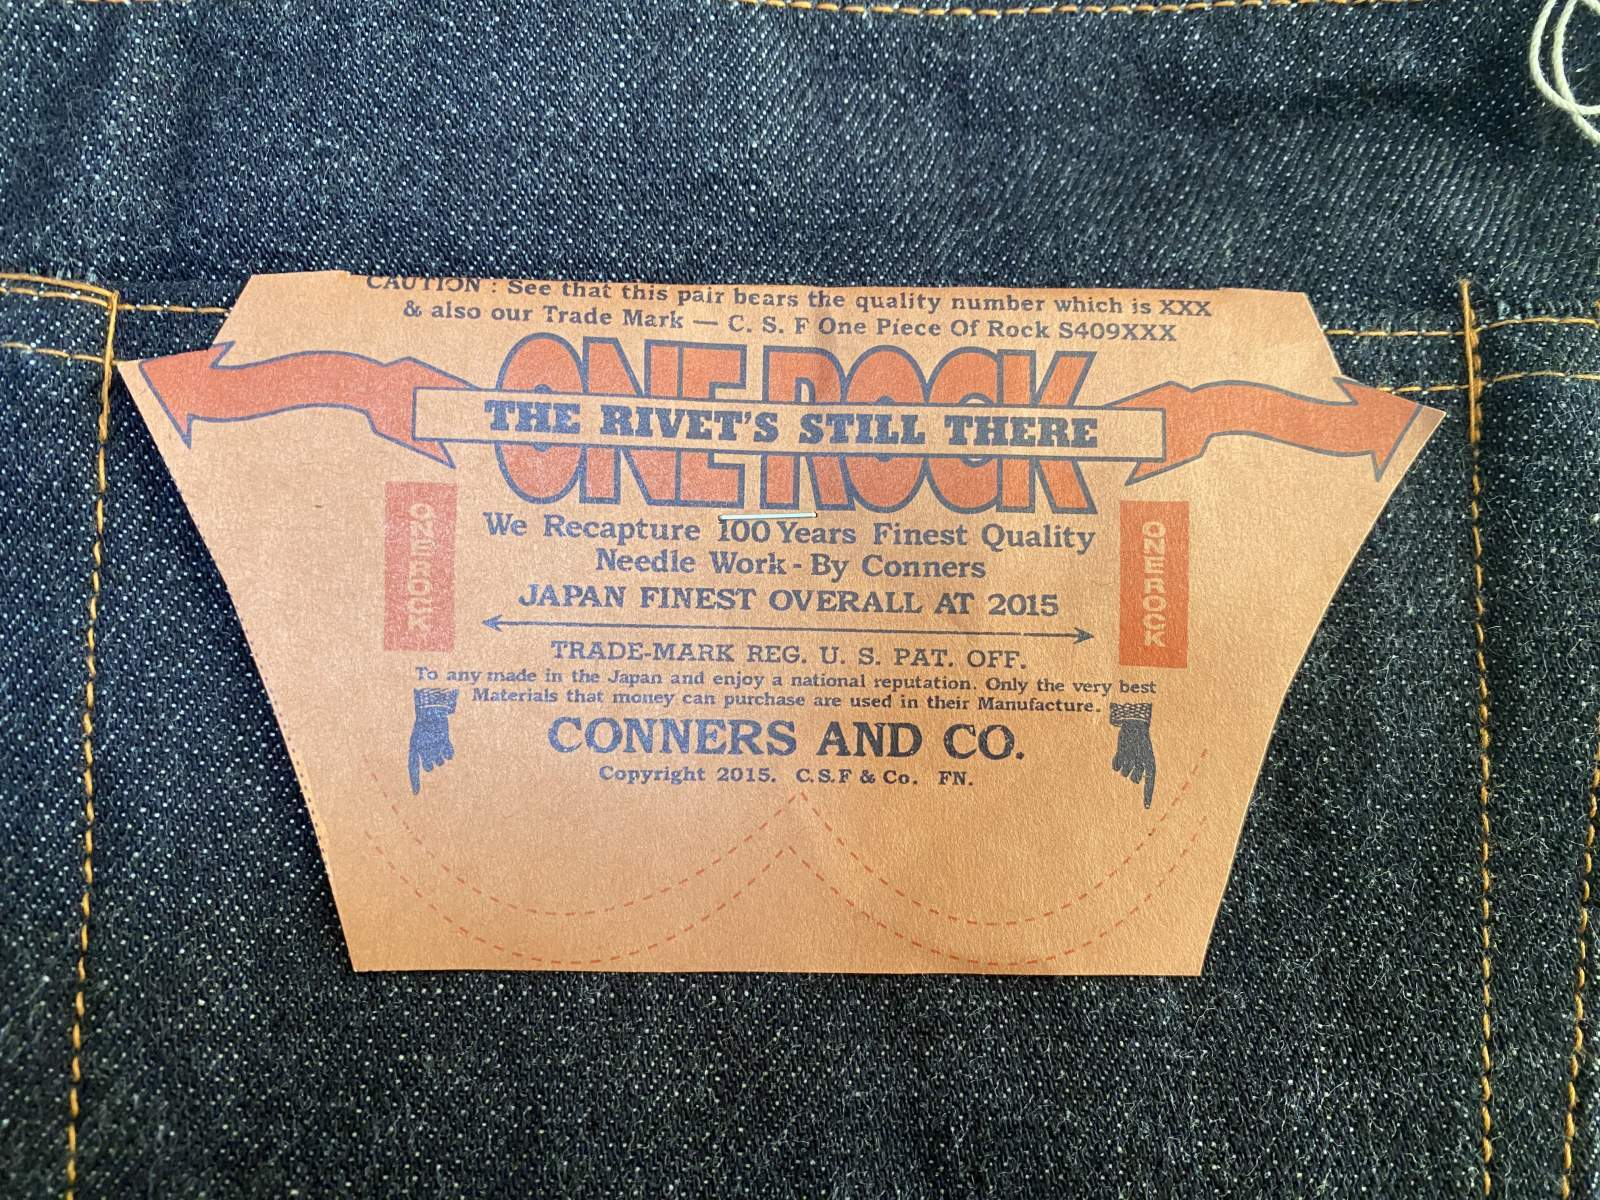 CAUTION : See that this pair bears the quality number which is XXX
& also our Trade Mark — C. S. F One Piece Of Rock S409XXX
ONE ROCK
THE RIVET'S STILL THERE
ONEROCK
ONEROCK
We Recapture 100 Years Finest Quality
Needle Work - By Conners
JAPAN FINEST OVERALL AT 2015
TRADE-MARK REG. U. S. PAT. OFF.
To any made in the Japan and enjoy a national reputation. Only the very best
Materials that money can purchase are used in their Manufacture.
CONNERS AND CO.
Copyright 2015. C.S.F & Co. FN.